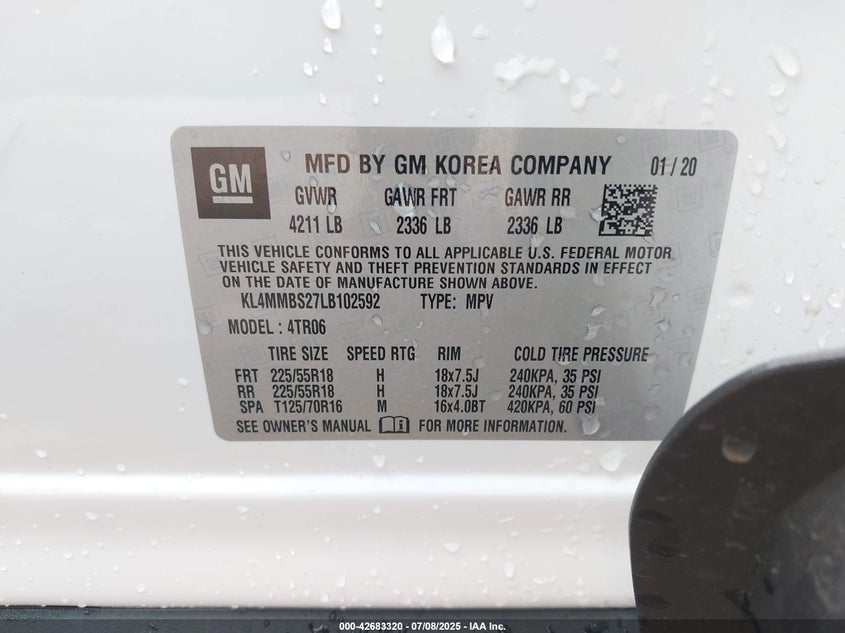 GM
MFD BY GM KOREA COMPANY 01 / 20
GVWR GAWR FRT GAWR RR
4211 LB 2336 LB 2336 LB
THIS VEHICLE CONFORMS TO ALL APPLICABLE U.S. FEDERAL MOTOR
VEHICLE SAFETY AND THEFT PREVENTION STANDARDS IN EFFECT
ON THE DATE OF MANUFACTURE SHOWN ABOVE.
KL4MMBS27LB102592 TYPE: MPV
MODEL : 4TR06
TIRE SIZE SPEED RTG RIM COLD TIRE PRESSURE
FRT 225/55R18 H 18x7.5J 240KPA, 35 PSI
RR 225/55R18 H 18x7.5J 240KPA, 35 PSI
SPA T125/70R16 M 16x4.0BT 420KPA, 60 PSI
SEE OWNER'S MANUAL FOR MORE INFORMATION.
000-42683320 - 07/08/2025 - IAA Inc.